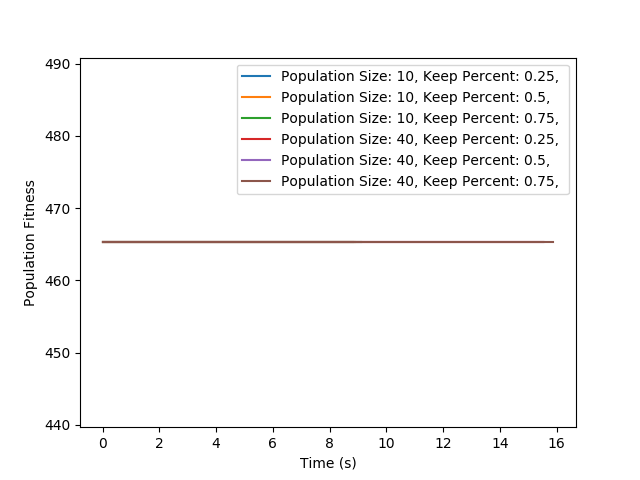 490
480
470
460
450
440
Population Fitness
Population Size: 10, Keep Percent: 0.25,
Population Size: 10, Keep Percent: 0.5,
Population Size: 10, Keep Percent: 0.75,
Population Size: 40, Keep Percent: 0.25,
Population Size: 40, Keep Percent: 0.5,
Population Size: 40, Keep Percent: 0.75,
0 2 4 6 8 10 12 14 16
Time (s)